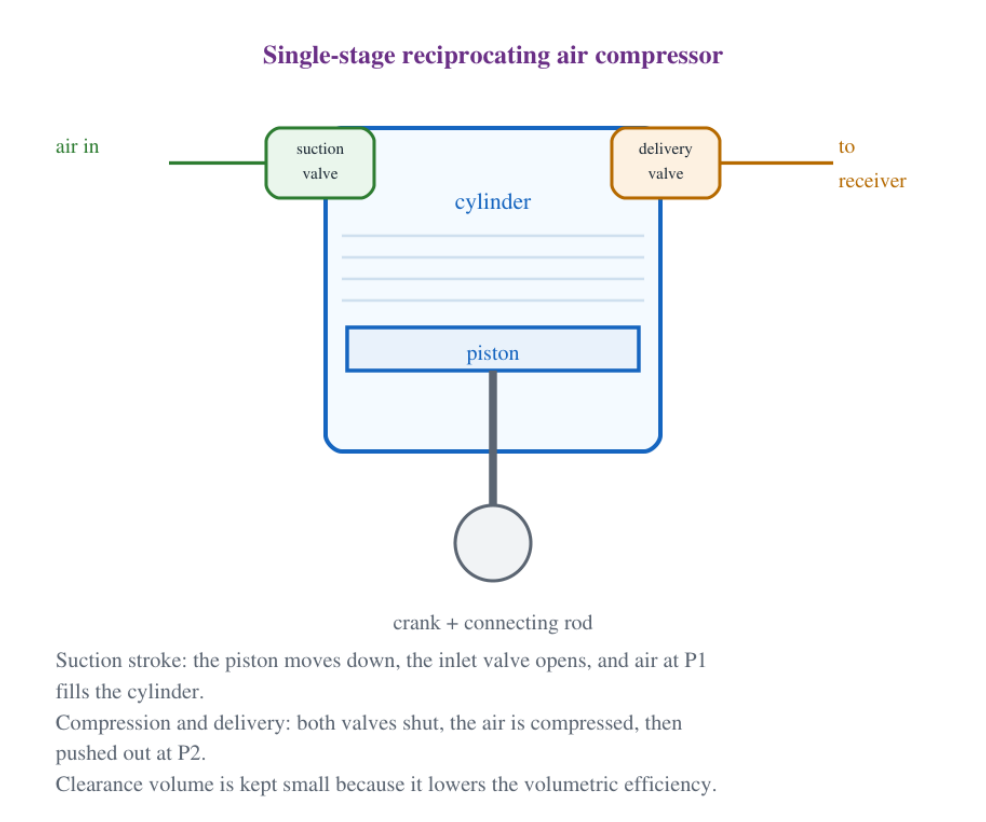 Single-stage reciprocating air compressor
air in
suction
valve
delivery
valve
to
receiver
cylinder
piston
crank + connecting rod
Suction stroke: the piston moves down, the inlet valve opens, and air at P1
fills the cylinder.
Compression and delivery: both valves shut, the air is compressed, then
pushed out at P2.
Clearance volume is kept small because it lowers the volumetric efficiency.